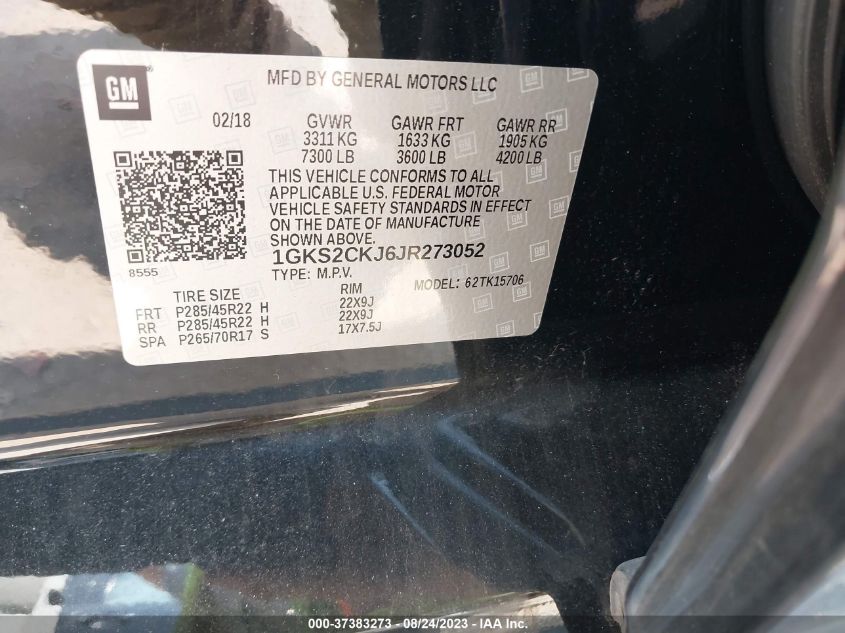 GM
MFD BY GENERAL MOTORS LLC
02/18 GVWR GAWR FRT GAWR RR
3311 KG 1633 KG 1905 KG
7300 LB 3600 LB 4200 LB
THIS VEHICLE CONFORMS TO ALL
APPLICABLE U.S. FEDERAL MOTOR
VEHICLE SAFETY STANDARDS IN EFFECT
ON THE DATE OF MANUFACTURE
SHOWN ABOVE.
8555
1GKS2CKJ6JR273052
TYPE: M.P.V. MODEL: 62TK15706
TIRE SIZE RIM
FRT P285/45R22 H 22X9J
RR P285/45R22 H 22X9J
SPA P265/70R17 S 17X7.5J
000-37383273 - 08/24/2023 - IAA Inc.